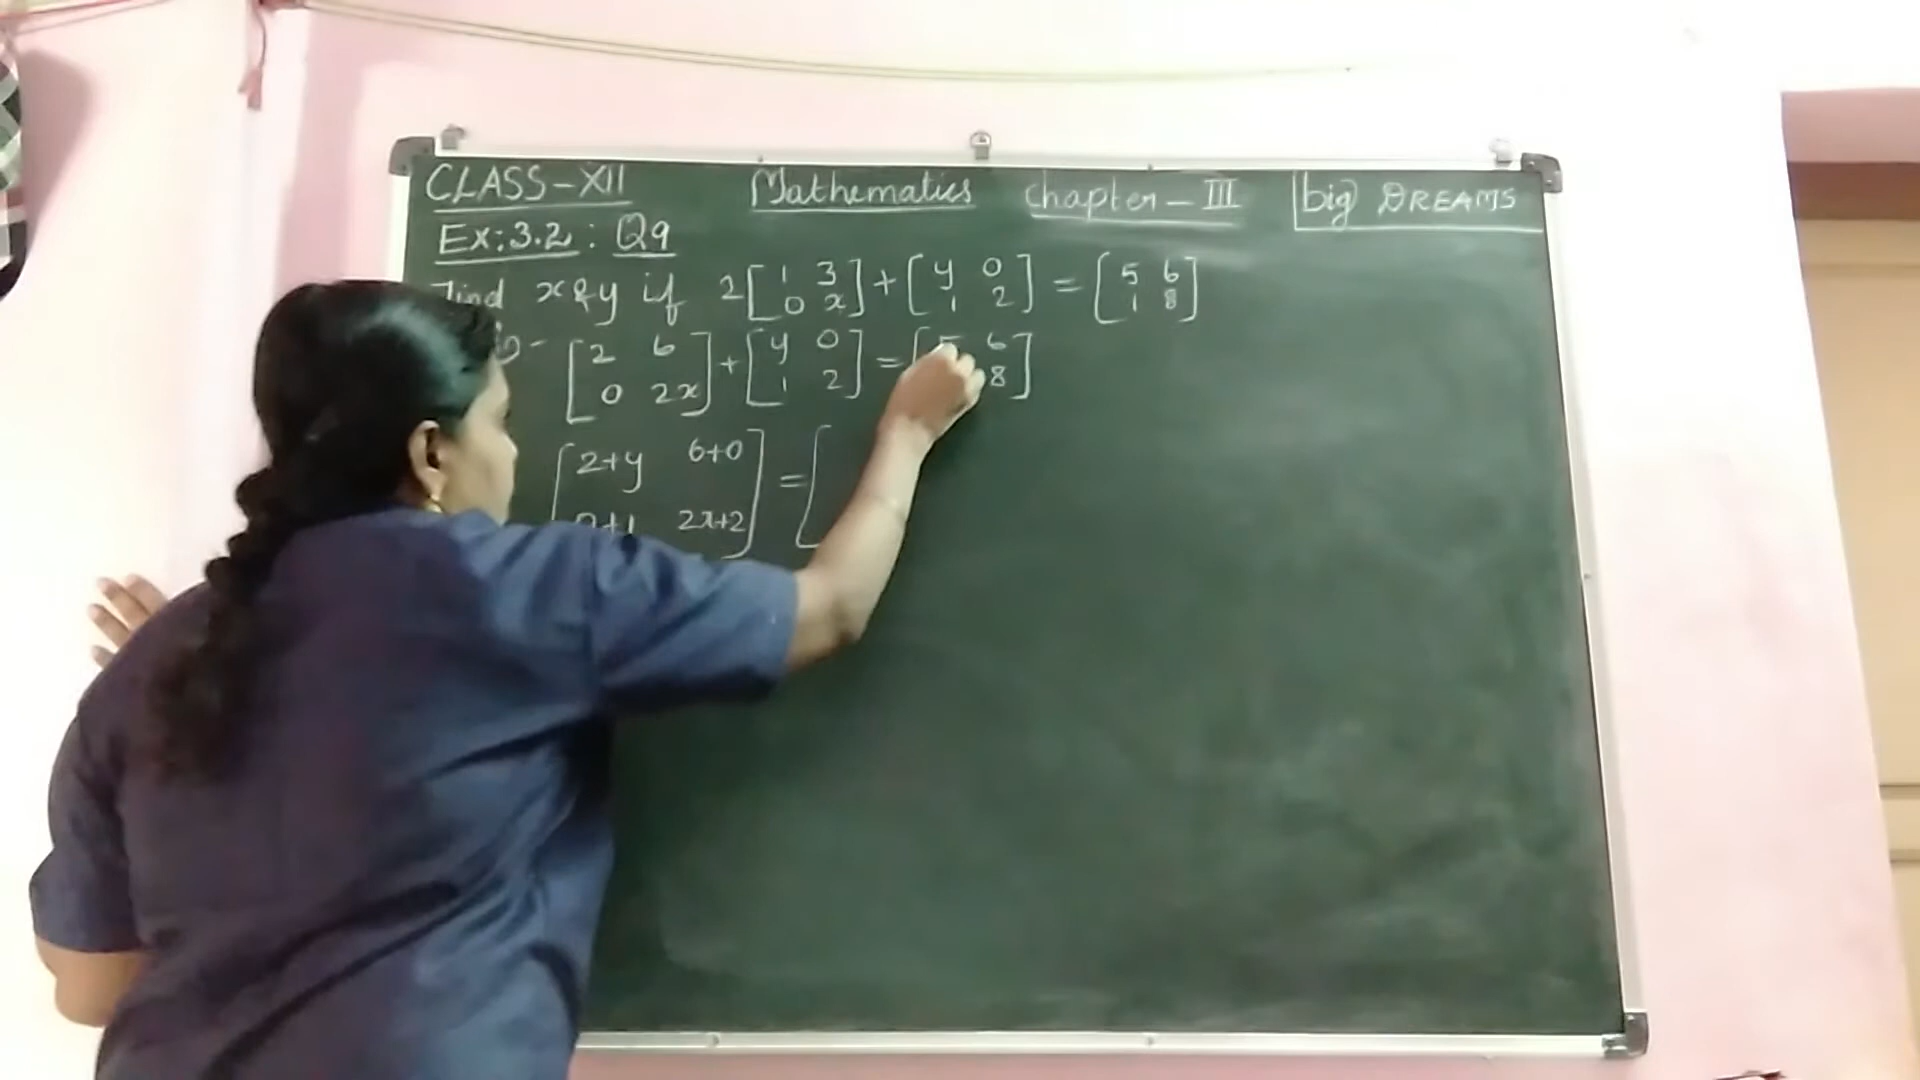 CLASS-XII Mathematics Chapter-III big DREAMS
Ex:3.2: Q9
Find x & y if 2[1 3; 0 x] + [y 0; 1 2] = [5 6; 1 8]
[2 6; 0 2x] + [y 0; 1 2] = [5 6; 8]
[2+y 6+0; 0+1 2x+2] = [